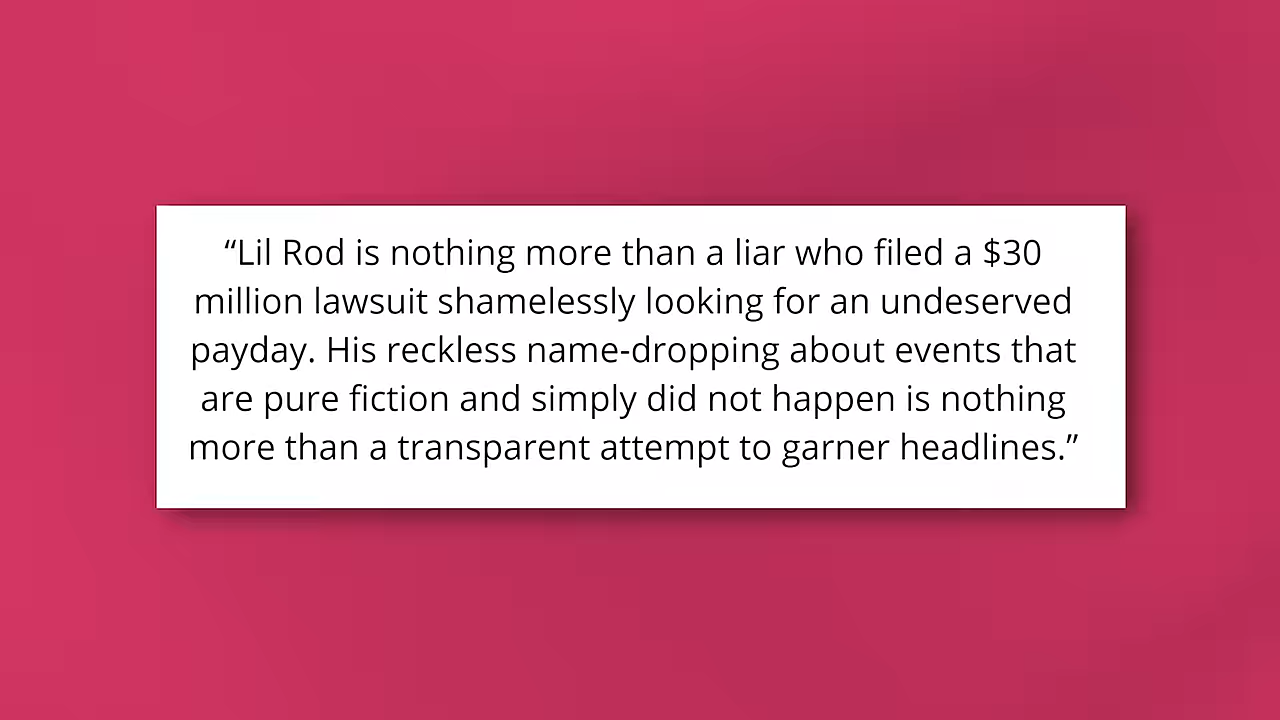 “Lil Rod is nothing more than a liar who filed a $30
million lawsuit shamelessly looking for an undeserved
payday. His reckless name-dropping about events that
are pure fiction and simply did not happen is nothing
more than a transparent attempt to garner headlines.”